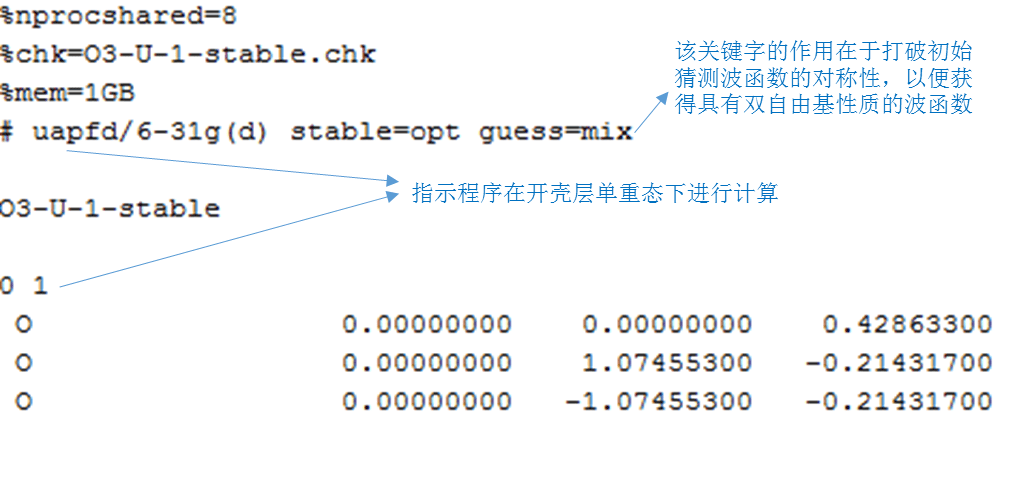 %nprocshared=8
%chk=O3-U-1-stable.chk
%mem=1GB
# uapfd/6-31g(d) stable=opt guess=mix
该关键字的作用在于打破初始
猜测波函数的对称性，以便获
得具有双自由基性质的波函数
指示程序在开壳层单重态下进行计算
O3-U-1-stable
0 1
O 0.00000000 0.00000000 0.42863300
O 0.00000000 1.07455300 -0.21431700
O 0.00000000 -1.07455300 -0.21431700